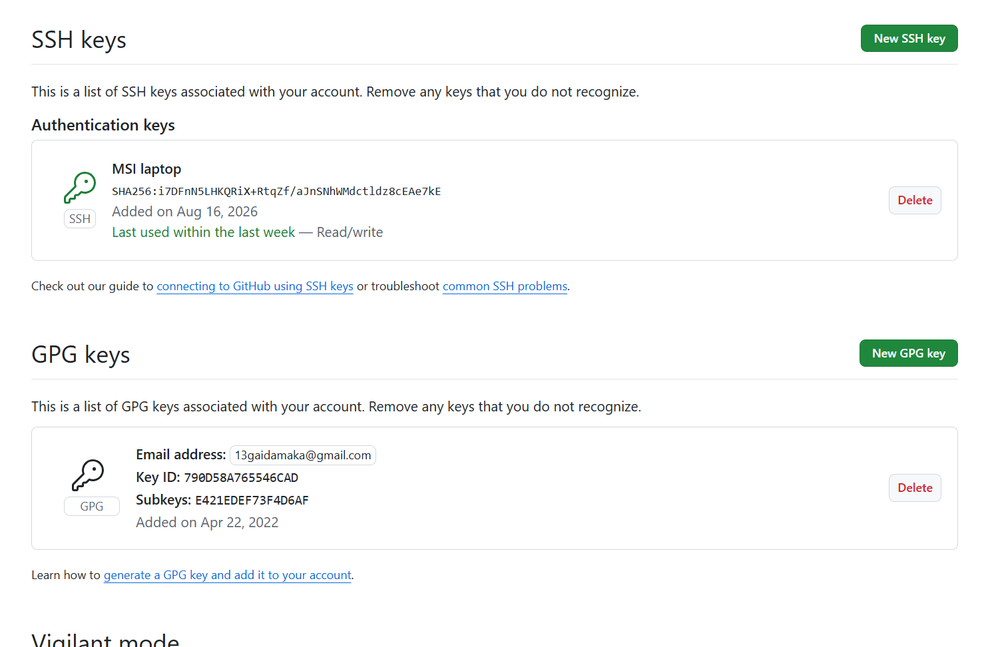 SSH keys
New SSH key
This is a list of SSH keys associated with your account. Remove any keys that you do not recognize.
Authentication keys
MSI laptop
SHA256:i7DFnN5LHKQRiX+RtqZf/aJnSNhWMdctldz8cEAe7kE
Added on Aug 16, 2026
Last used within the last week — Read/write
SSH
Delete
Check out our guide to connecting to GitHub using SSH keys or troubleshoot common SSH problems.
GPG keys
New GPG key
This is a list of GPG keys associated with your account. Remove any keys that you do not recognize.
Email address: 13gaidamaka@gmail.com
Key ID: 790D58A765546CAD
Subkeys: E421EDEF73F4D6AF
Added on Apr 22, 2022
GPG
Delete
Learn how to generate a GPG key and add it to your account.
Vigilant mode